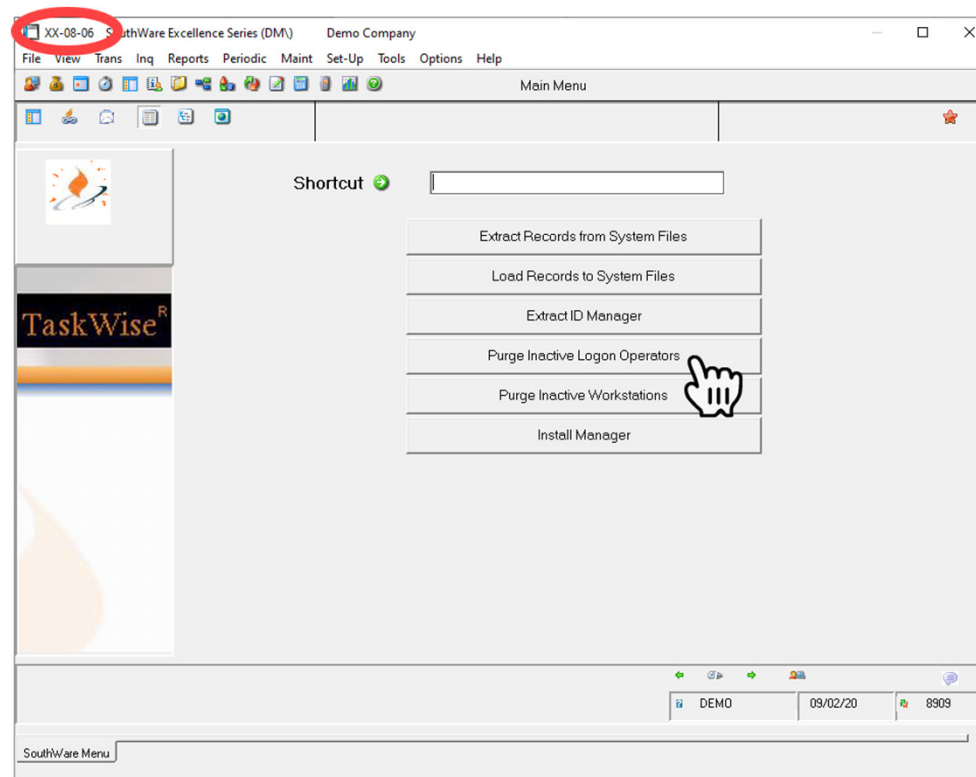 XX-08-06 SouthWare Excellence Series (DM\) Demo Company
File View Trans Inq Reports Periodic Maint Set-Up Tools Options Help
Main Menu
Shortcut
Extract Records from System Files
Load Records to System Files
Extract ID Manager
TaskWise R
Purge Inactive Logon Operators
Purge Inactive Workstations
Install Manager
DEMO 09/02/20 8909
SouthWare Menu